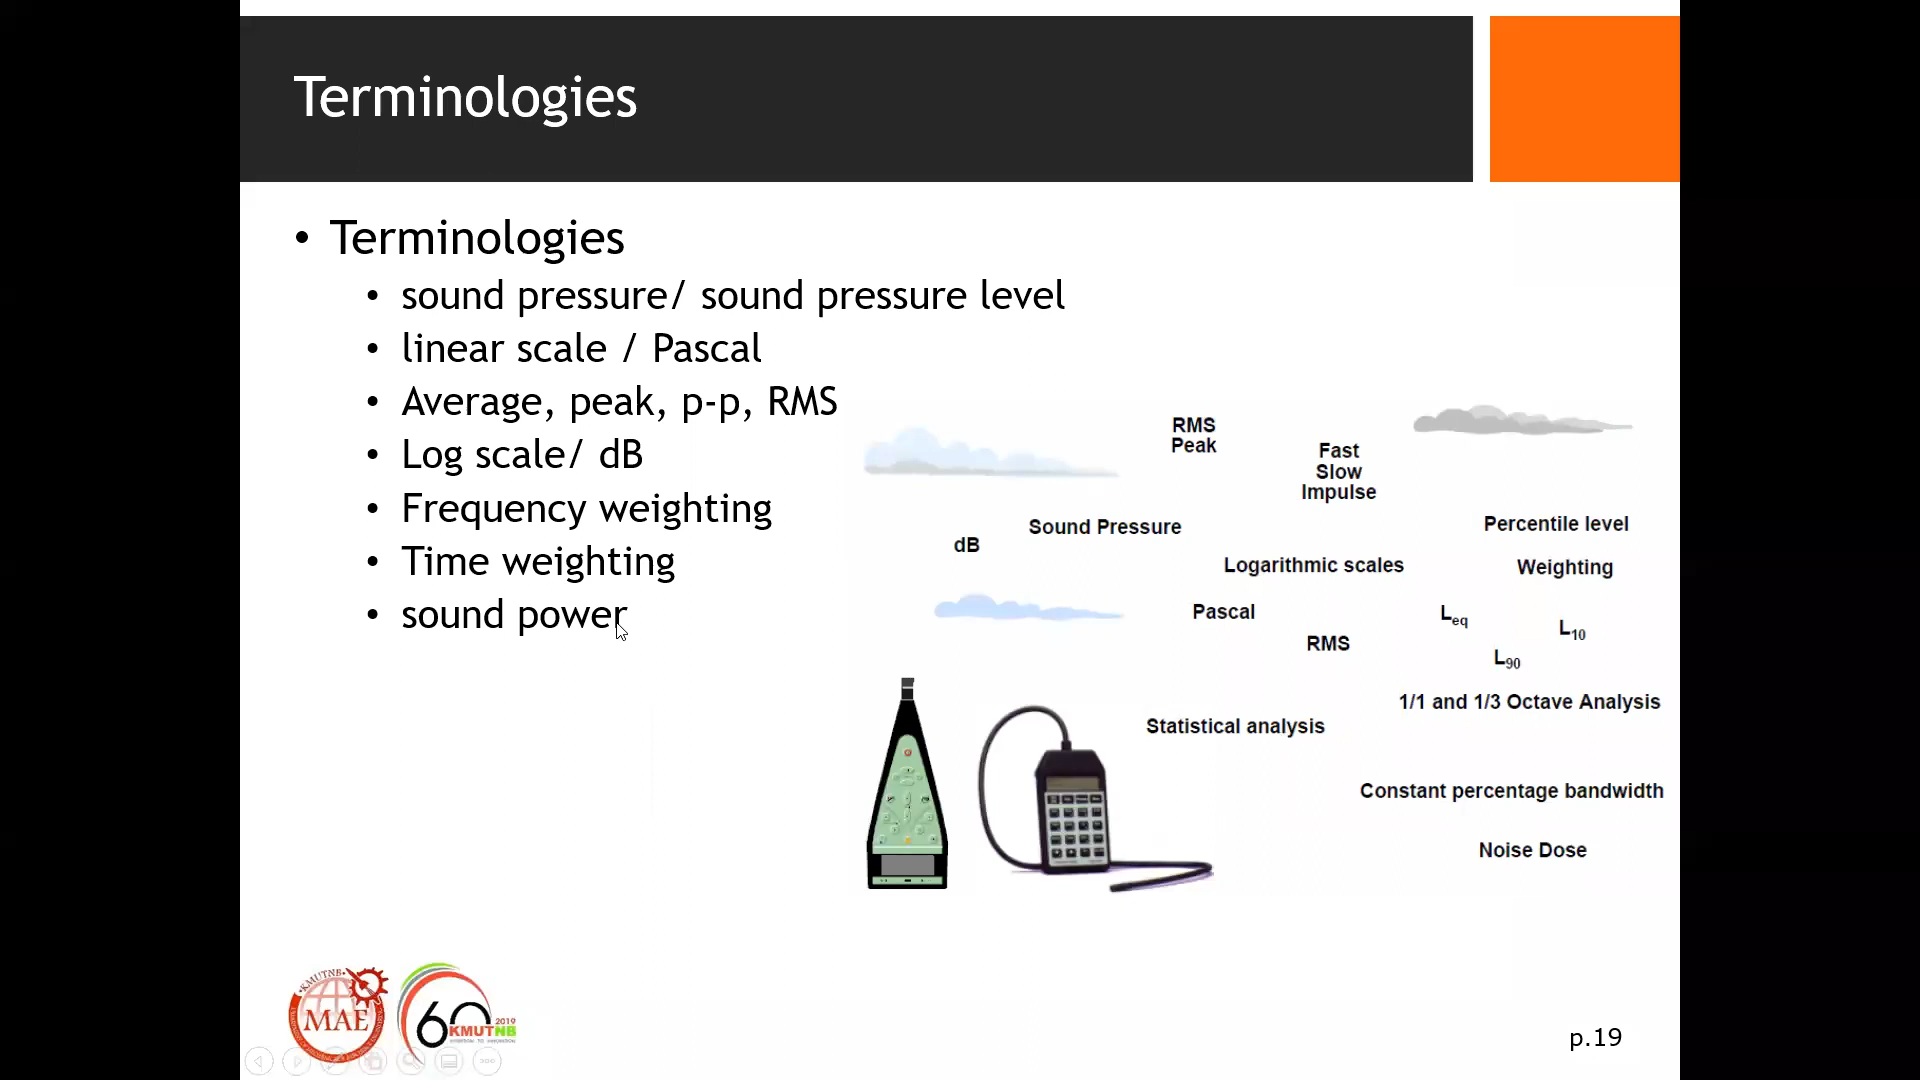 Terminologies
• Terminologies
• sound pressure/ sound pressure level
• linear scale / Pascal
• Average, peak, p-p, RMS
• Log scale/ dB
• Frequency weighting
• Time weighting
• sound power
RMS
Peak
Fast
Slow
Impulse
Percentile level
Sound Pressure
dB
Logarithmic scales
Weighting
Pascal
Leq
L10
RMS
L90
1/1 and 1/3 Octave Analysis
Statistical analysis
Constant percentage bandwidth
Noise Dose
KMUTNB
MAE
60
2019
KMUTNB
p.19